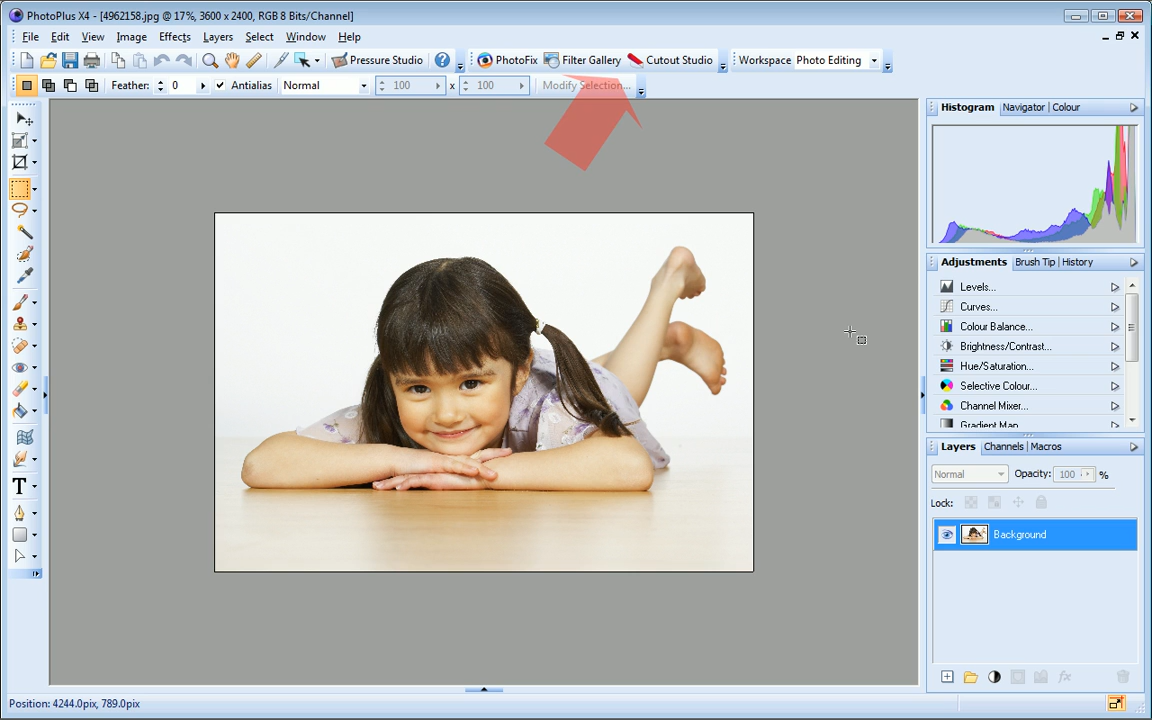 PhotoPlus X4 - [4962158.jpg @ 17%, 3600 x 2400, RGB 8 Bits/Channel]
File Edit View Image Effects Layers Select Window Help
Pressure Studio PhotoFix Filter Gallery Cutout Studio Workspace Photo Editing
Feather: 0 Antialias Normal 100 x 100 Modify Selection...
Histogram Navigator | Colour
Adjustments Brush Tip | History
Levels...
Curves...
Colour Balance...
Brightness/Contrast...
Hue/Saturation...
Selective Colour...
Channel Mixer...
Gradient Map
Layers Channels | Macros
Normal Opacity: 100 %
Lock:
Background
Position: 4244.0pix, 789.0pix